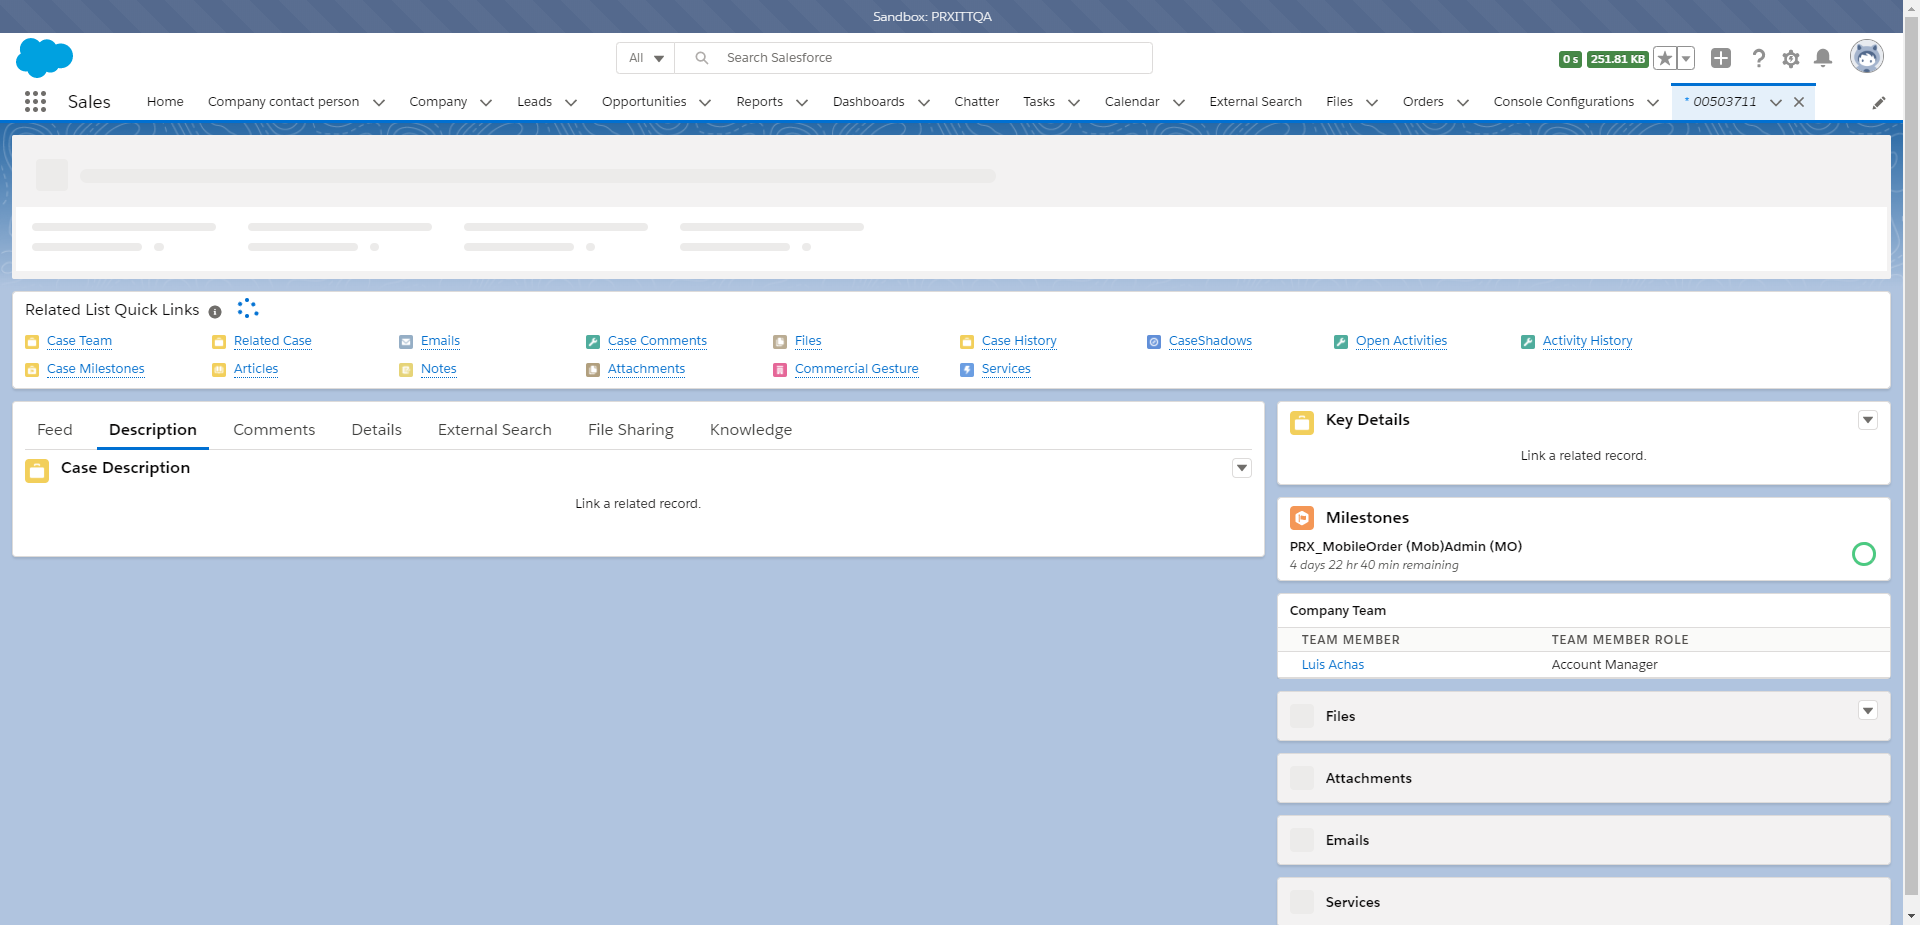 Sandbox: PRXITTQA
All
Search Salesforce
0 s
251.81 KB
Sales
Home
Company contact person
Company
Leads
Opportunities
Reports
Dashboards
Chatter
Tasks
Calendar
External Search
Files
Orders
Console Configurations
* 00503711
Related List Quick Links
Case Team
Related Case
Emails
Case Comments
Files
Case History
CaseShadows
Open Activities
Activity History
Case Milestones
Articles
Notes
Attachments
Commercial Gesture
Services
Feed
Description
Comments
Details
External Search
File Sharing
Knowledge
Case Description
Link a related record.
Key Details
Link a related record.
Milestones
PRX_MobileOrder (Mob)Admin (MO)
4 days 22 hr 40 min remaining
Company Team
TEAM MEMBER
TEAM MEMBER ROLE
Luis Achas
Account Manager
Files
Attachments
Emails
Services